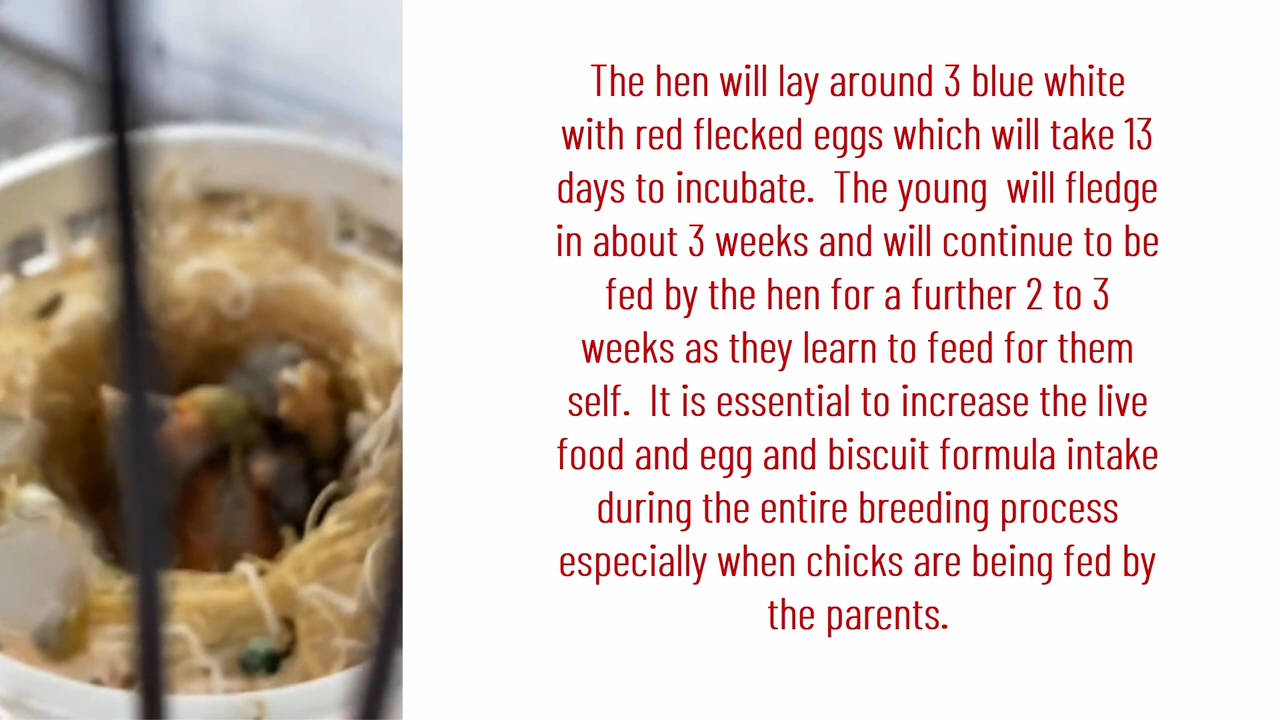 The hen will lay around 3 blue white
with red flecked eggs which will take 13
days to incubate.  The young  will fledge
in about 3 weeks and will continue to be
fed by the hen for a further 2 to 3
weeks as they learn to feed for them
self.  It is essential to increase the live
food and egg and biscuit formula intake
during the entire breeding process
especially when chicks are being fed by
the parents.